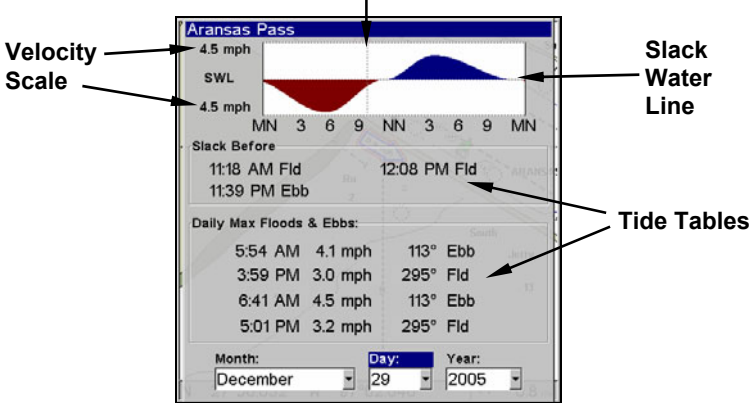 Aransas Pass
Velocity Scale
4.5 mph
SWL
4.5 mph
MN 3 6 9 NN 3 6 9 MN
Slack Water Line
Slack Before
11:18 AM Fld 12:08 PM Fld
11:39 PM Ebb
Tide Tables
Daily Max Floods & Ebbs:
5:54 AM 4.1 mph 113° Ebb
3:59 PM 3.0 mph 295° Fld
6:41 AM 4.5 mph 113° Ebb
5:01 PM 3.2 mph 295° Fld
Month: Day: Year:
December 29 2005